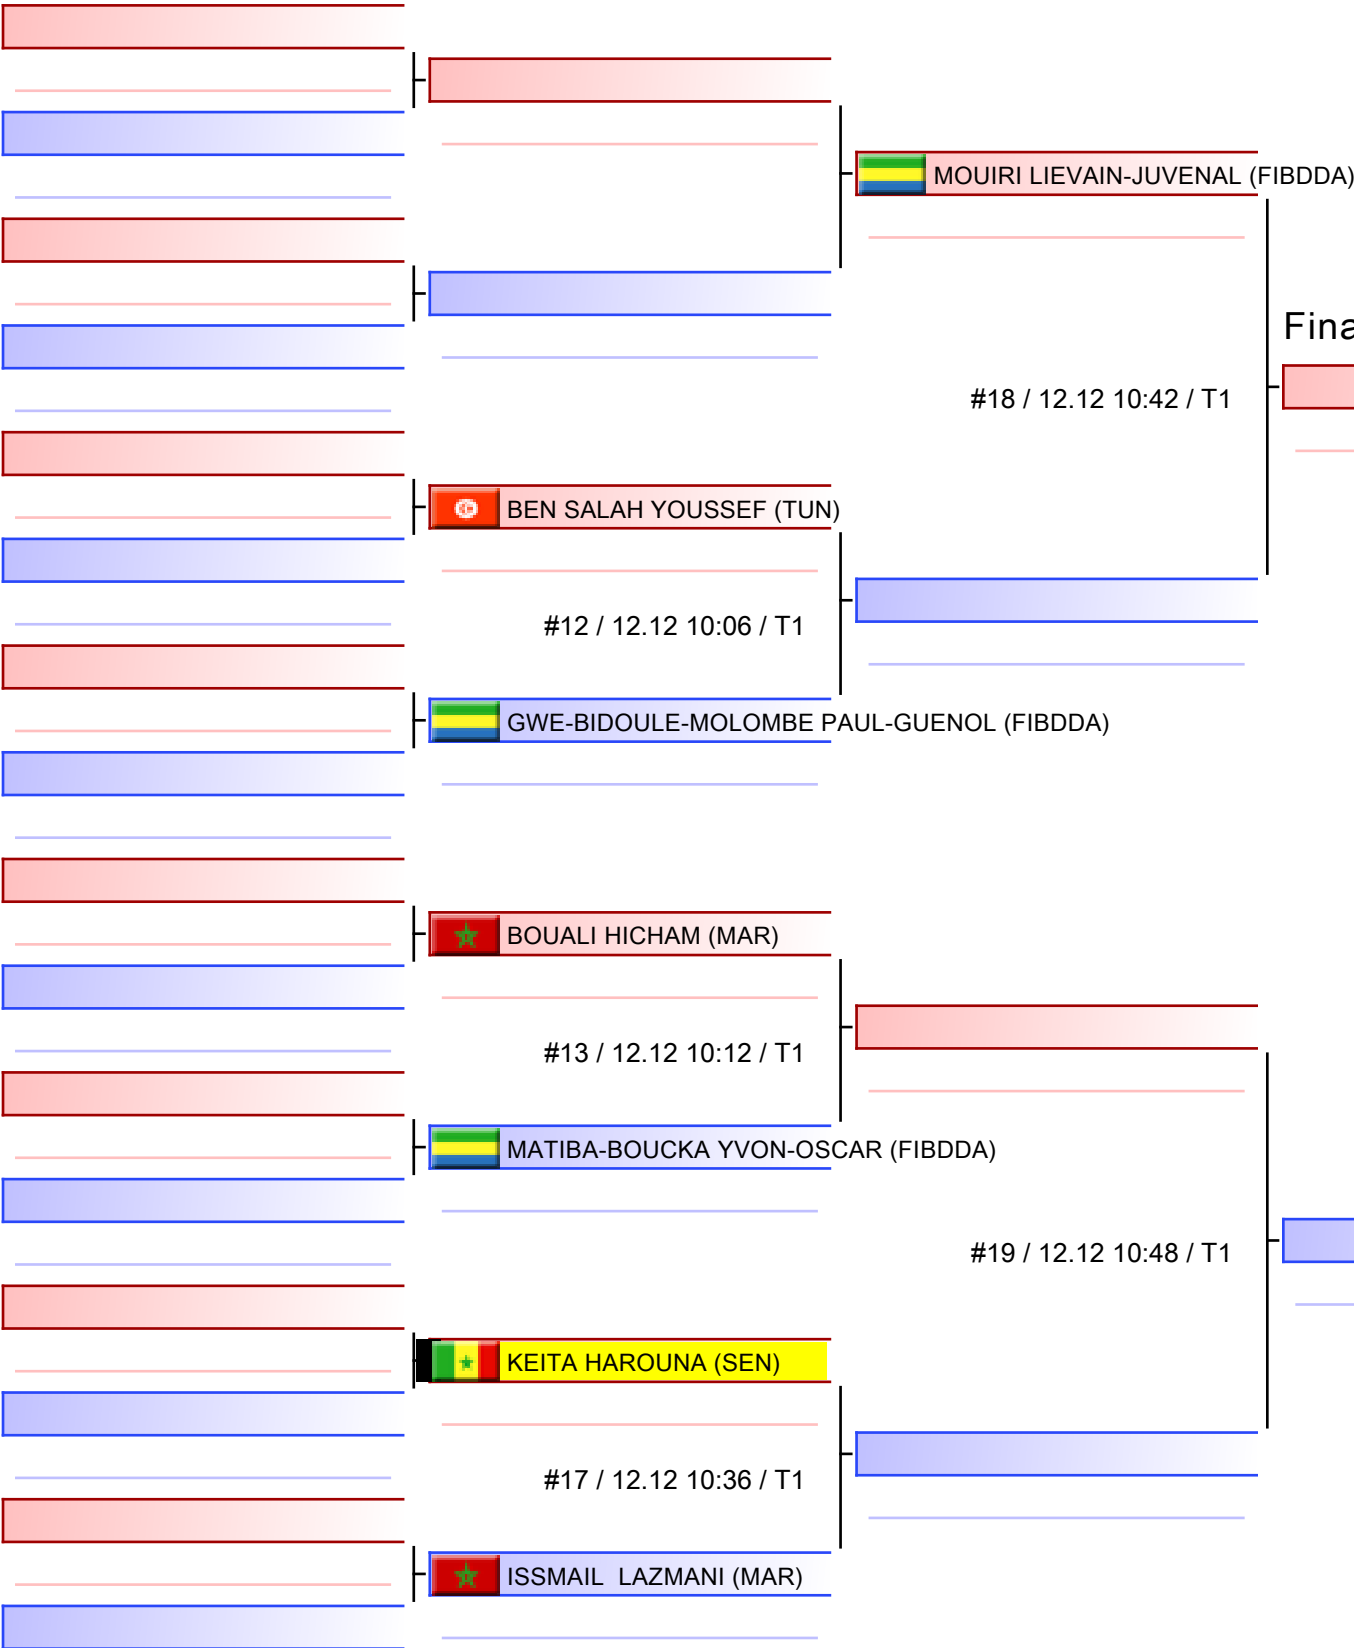 MOUIRI LIEVAIN-JUVENAL (FIBDDA)
Fina
#18 / 12.12 10:42 / T1
BEN SALAH YOUSSEF (TUN)
#12 / 12.12 10:06 / T1
GWE-BIDOULE-MOLOMBE PAUL-GUENOL (FIBDDA)
BOUALI HICHAM (MAR)
#13 / 12.12 10:12 / T1
MATIBA-BOUCKA YVON-OSCAR (FIBDDA)
#19 / 12.12 10:48 / T1
KEITA HAROUNA (SEN)
#17 / 12.12 10:36 / T1
ISSMAIL  LAZMANI (MAR)